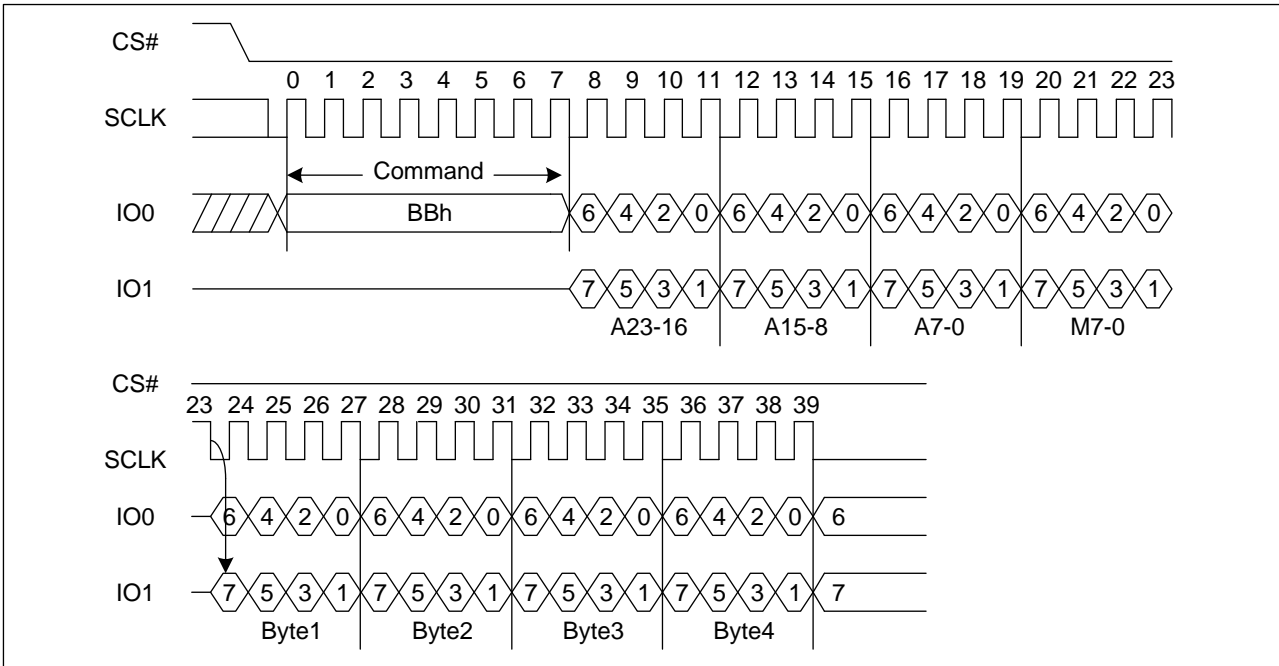 CS#
0 1 2 3 4 5 6 7 8 9 10 11 12 13 14 15 16 17 18 19 20 21 22 23
SCLK
Command
IO0 BBh 6 4 2 0 6 4 2 0 6 4 2 0 6 4 2 0
IO1 7 5 3 1 7 5 3 1 7 5 3 1 7 5 3 1
A23-16 A15-8 A7-0 M7-0
CS#
23 24 25 26 27 28 29 30 31 32 33 34 35 36 37 38 39
SCLK
IO0 6 4 2 0 6 4 2 0 6 4 2 0 6 4 2 0 6
IO1 7 5 3 1 7 5 3 1 7 5 3 1 7 5 3 1 7
Byte1 Byte2 Byte3 Byte4